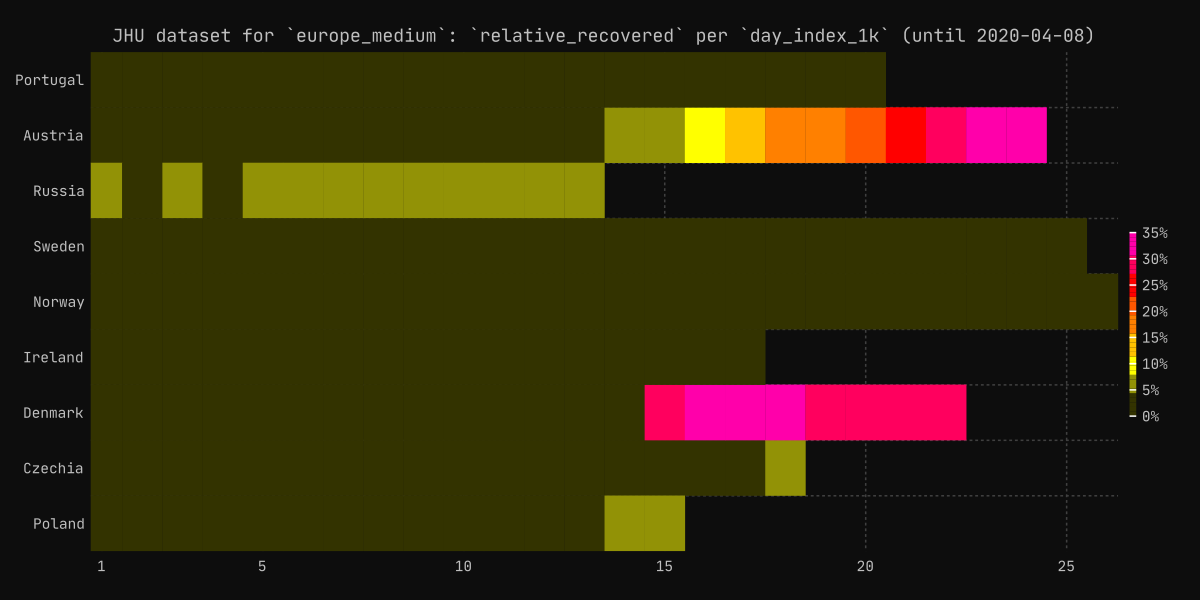 JHU dataset for `europe_medium`: `relative_recovered` per `day_index_1k` (until 2020-04-08)
Portugal
Austria
Russia
Sweden
Norway
Ireland
Denmark
Czechia
Poland
35%
30%
25%
20%
15%
10%
5%
0%
1 5 10 15 20 25